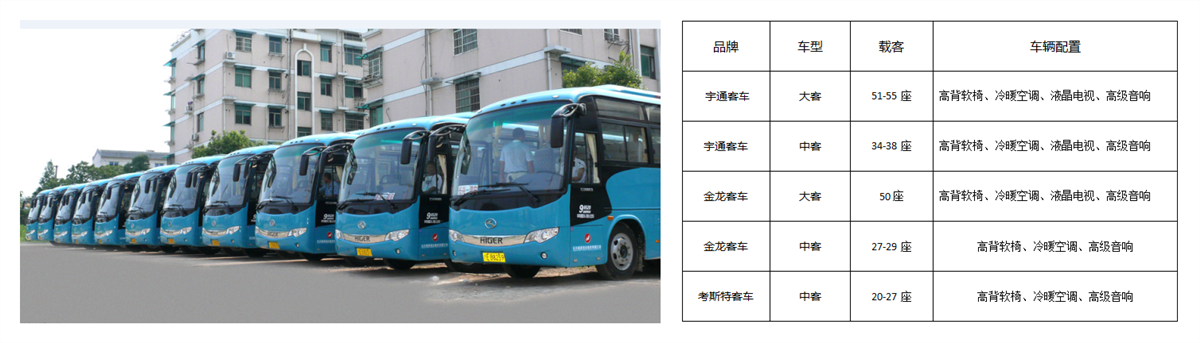 HIGER
HIGER
品牌 车型 载客 车辆配置
宇通客车 大客 51-55 座 高背软椅、冷暖空调、液晶电视、高级音响
宇通客车 中客 34-38 座 高背软椅、冷暖空调、液晶电视、高级音响
金龙客车 大客 50 座 高背软椅、冷暖空调、液晶电视、高级音响
金龙客车 中客 27-29 座 高背软椅、冷暖空调、高级音响
考斯特客车 中客 20-27 座 高背软椅、冷暖空调、高级音响